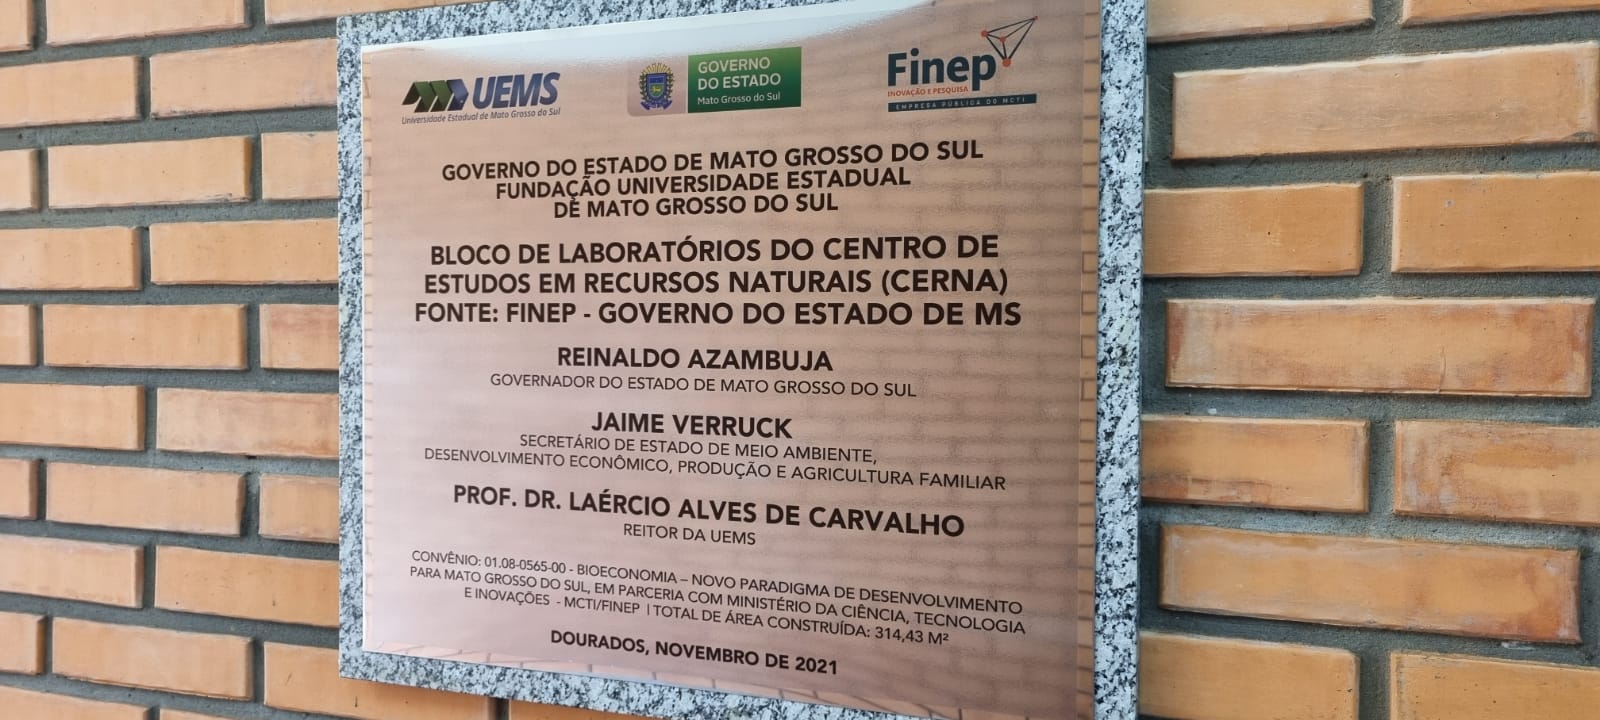 UEMS
Universidade Estadual de Mato Grosso do Sul
GOVERNO
DO ESTADO
Mato Grosso do Sul
Finep
INOVAÇÃO E PESQUISA
EMPRESA PÚBLICA DO MCTI
GOVERNO DO ESTADO DE MATO GROSSO DO SUL
FUNDAÇÃO UNIVERSIDADE ESTADUAL
DE MATO GROSSO DO SUL
BLOCO DE LABORATÓRIOS DO CENTRO DE
ESTUDOS EM RECURSOS NATURAIS (CERNA)
FONTE: FINEP - GOVERNO DO ESTADO DE MS
REINALDO AZAMBUJA
GOVERNADOR DO ESTADO DE MATO GROSSO DO SUL
JAIME VERRUCK
SECRETÁRIO DE ESTADO DE MEIO AMBIENTE,
DESENVOLVIMENTO ECONÔMICO, PRODUÇÃO E AGRICULTURA FAMILIAR
PROF. DR. LAÉRCIO ALVES DE CARVALHO
REITOR DA UEMS
CONVÊNIO: 01.08-0565-00 - BIOECONOMIA – NOVO PARADIGMA DE DESENVOLVIMENTO
PARA MATO GROSSO DO SUL, EM PARCERIA COM MINISTÉRIO DA CIÊNCIA, TECNOLOGIA
E INOVAÇÕES - MCTI/FINEP | TOTAL DE ÁREA CONSTRUÍDA: 314,43 M²
DOURADOS, NOVEMBRO DE 2021